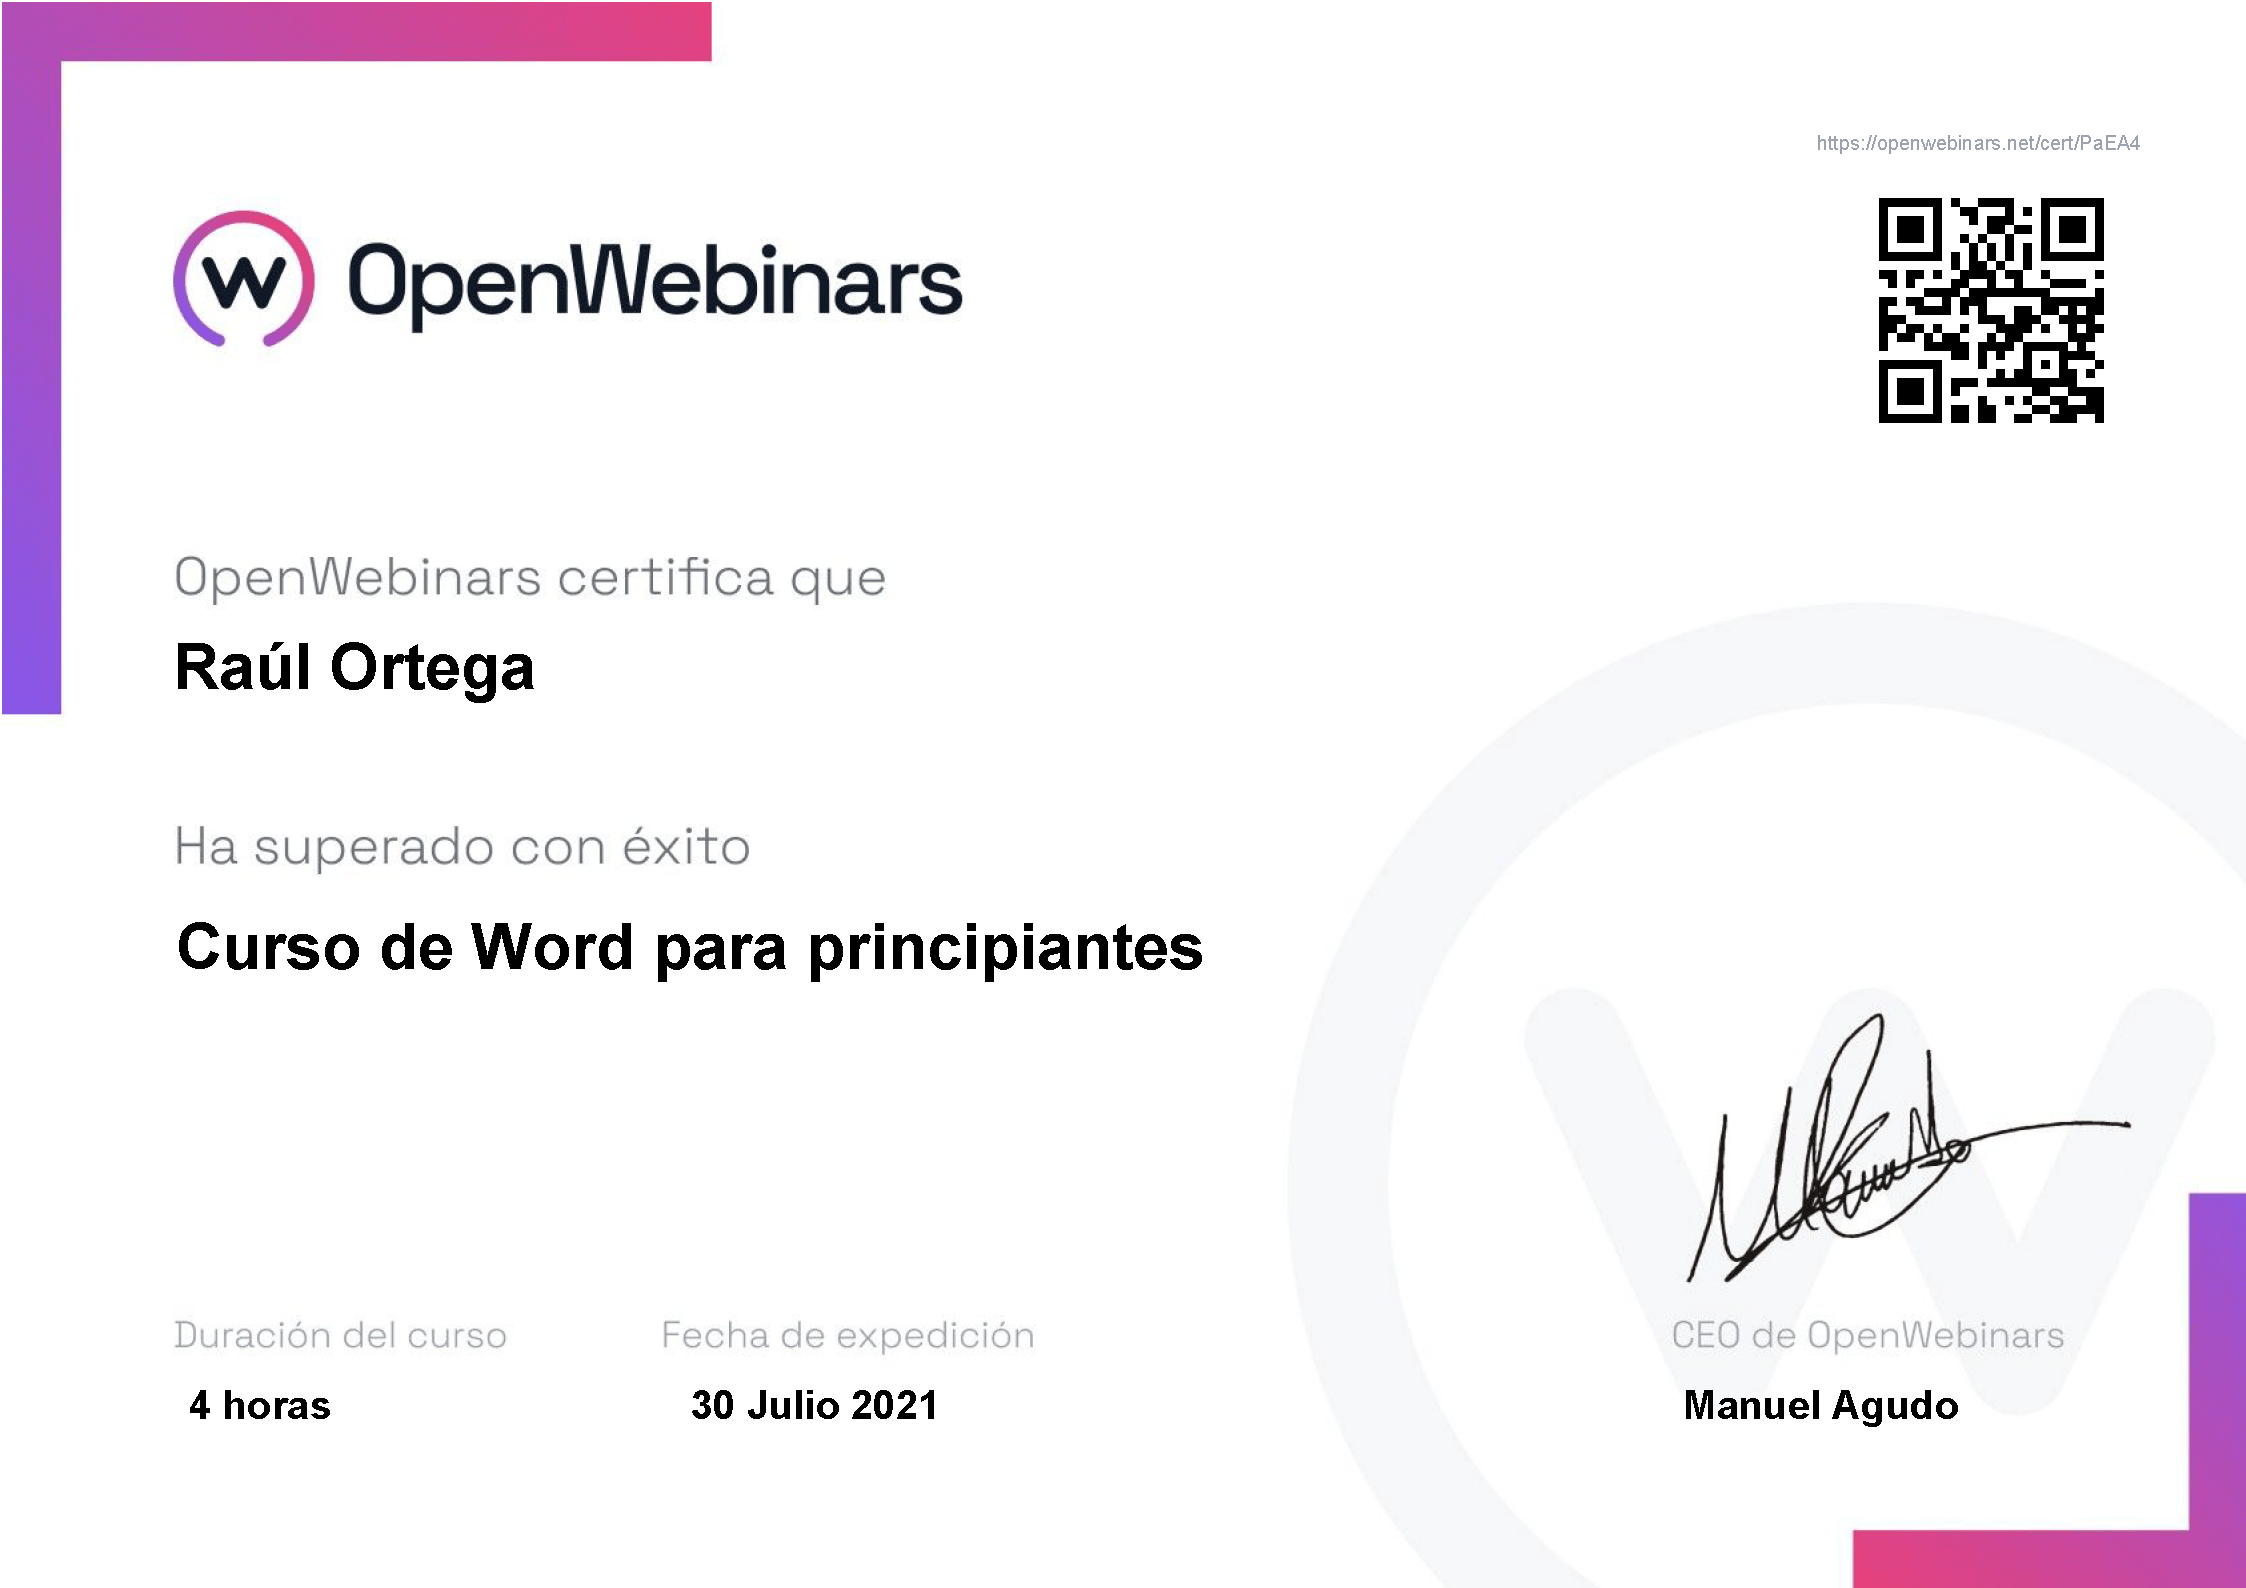 https://openwebinars.net/cert/PaEA4
OpenWebinars
OpenWebinars certifica que
Raúl Ortega
Ha superado con éxito
Curso de Word para principiantes
Duración del curso
Fecha de expedición
CEO de OpenWebinars
4 horas
30 Julio 2021
Manuel Agudo